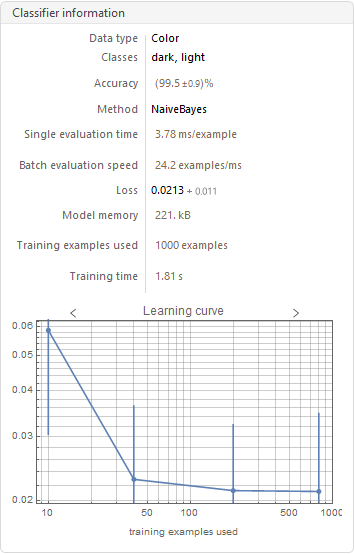 Classifier information
Data type Color
Classes dark, light
Accuracy (99.5 ±0.9)%
Method NaiveBayes
Single evaluation time 3.78 ms/example
Batch evaluation speed 24.2 examples/ms
Loss 0.0213 ± 0.011
Model memory 221. kB
Training examples used 1000 examples
Training time 1.81 s
< Learning curve >
0.06
0.05
0.04
0.03
0.02
10 50 100 500 1000
training examples used